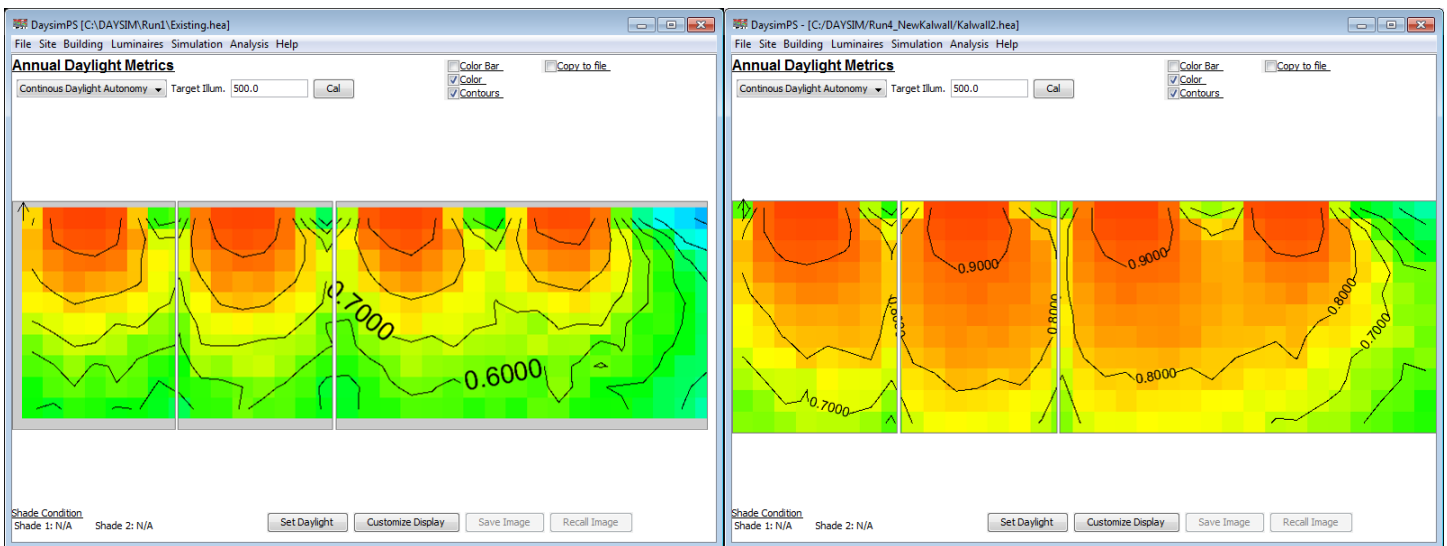 DaysimPS [C:\DAYSIM\Run1\Existing.hea]
File Site Building Luminaires Simulation Analysis Help
Annual Daylight Metrics
Color Bar
Copy to file
Color
Contours
Continous Daylight Autonomy
Target Illum.
500.0
Cal
0.7000
0.6000
Shade Condition
Shade 1: N/A Shade 2: N/A
Set Daylight
Customize Display
Save Image
Recall Image
DaysimPS - [C:/DAYSIM/Run4_NewKalwall/Kalwall2.hea]
File Site Building Luminaires Simulation Analysis Help
Annual Daylight Metrics
Color Bar
Copy to file
Color
Contours
Continous Daylight Autonomy
Target Illum.
500.0
Cal
0.9000
0.9000
0.8000
0.8000
0.8000
0.7000
0.8000
0.7000
Shade Condition
Shade 1: N/A Shade 2: N/A
Set Daylight
Customize Display
Save Image
Recall Image